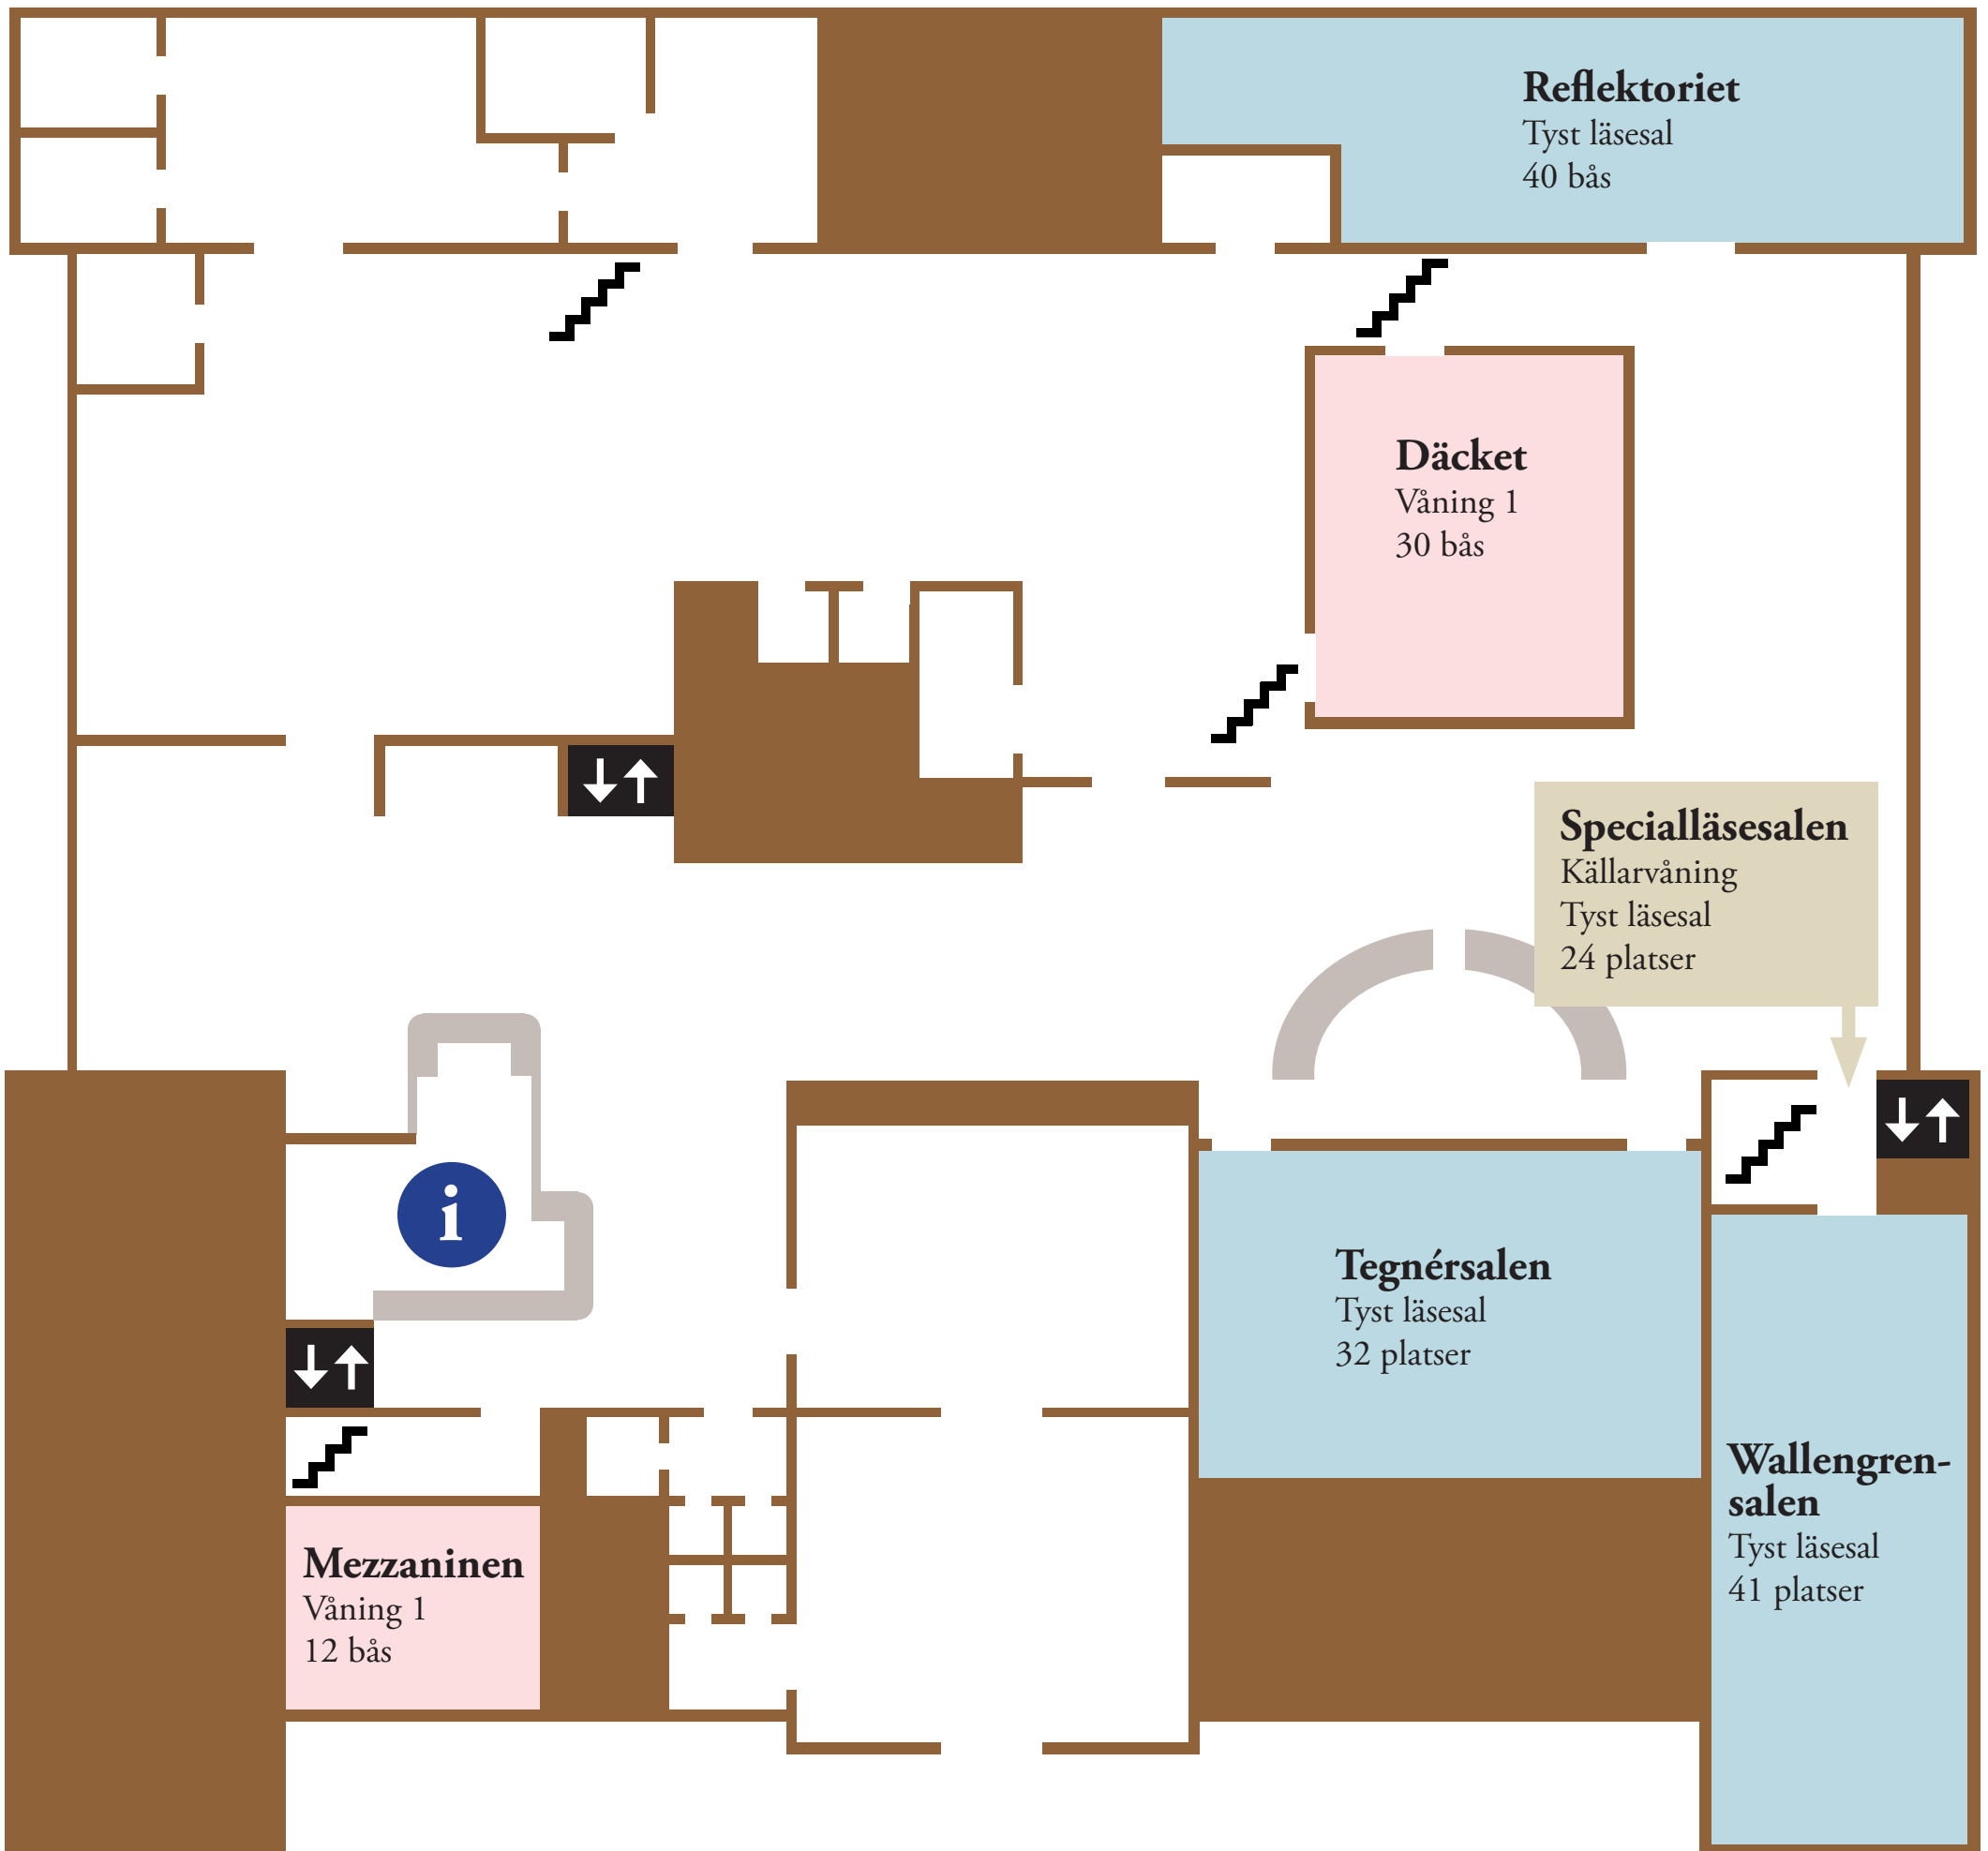 Reflektoriet
Tyst läsesal
40 bås
Däcket
Våning 1
30 bås
Specialläsesalen
Källarvåning
Tyst läsesal
24 platser
i
Tegnérsalen
Tyst läsesal
32 platser
Wallengren-
salen
Tyst läsesal
41 platser
Mezzaninen
Våning 1
12 bås